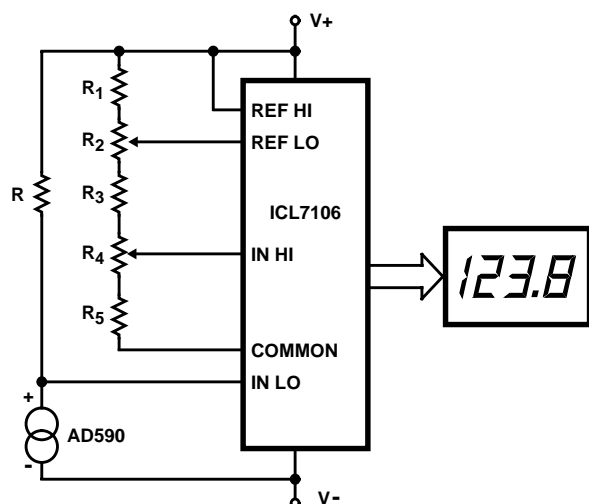 V+
R1
REF HI
R2
REF LO
R
R3
ICL7106
R4
IN HI
123.8
R5
COMMON
IN LO
+
AD590
-
V-